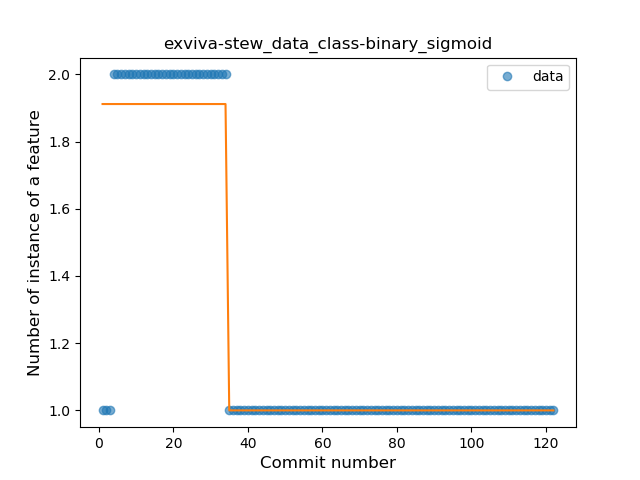 exviva-stew_data_class-binary_sigmoid
data
Number of instance of a feature
2.0
1.8
1.6
1.4
1.2
1.0
0 20 40 60 80 100 120
Commit number